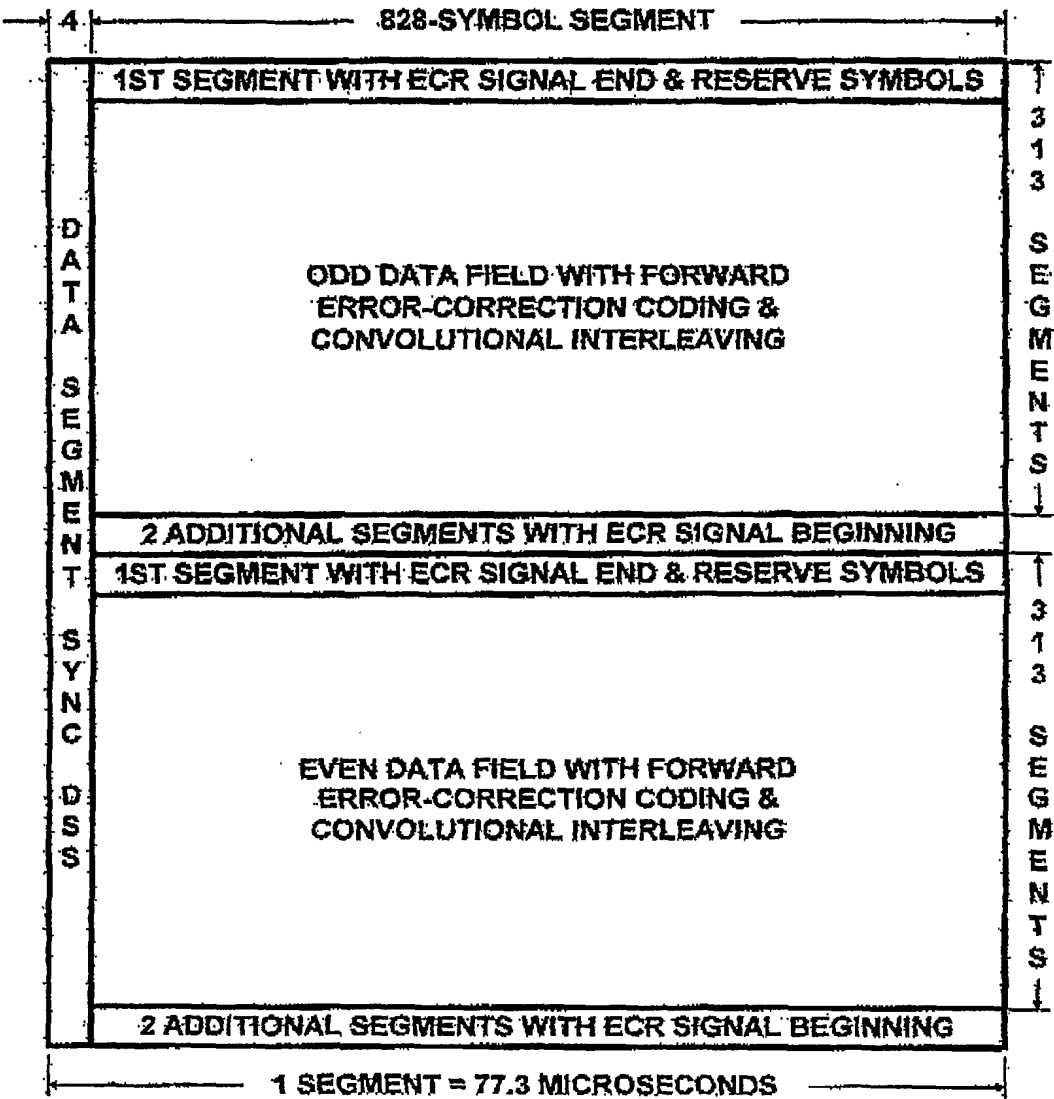 4
828-SYMBOL SEGMENT
1ST SEGMENT WITH ECR SIGNAL END & RESERVE SYMBOLS
313 SEGMENTS
DATA SEGMENT SYNC DSS
ODD DATA FIELD WITH FORWARD
ERROR-CORRECTION CODING &
CONVOLUTIONAL INTERLEAVING
2 ADDITIONAL SEGMENTS WITH ECR SIGNAL BEGINNING
1ST SEGMENT WITH ECR SIGNAL END & RESERVE SYMBOLS
313 SEGMENTS
EVEN DATA FIELD WITH FORWARD
ERROR-CORRECTION CODING &
CONVOLUTIONAL INTERLEAVING
2 ADDITIONAL SEGMENTS WITH ECR SIGNAL BEGINNING
1 SEGMENT = 77.3 MICROSECONDS